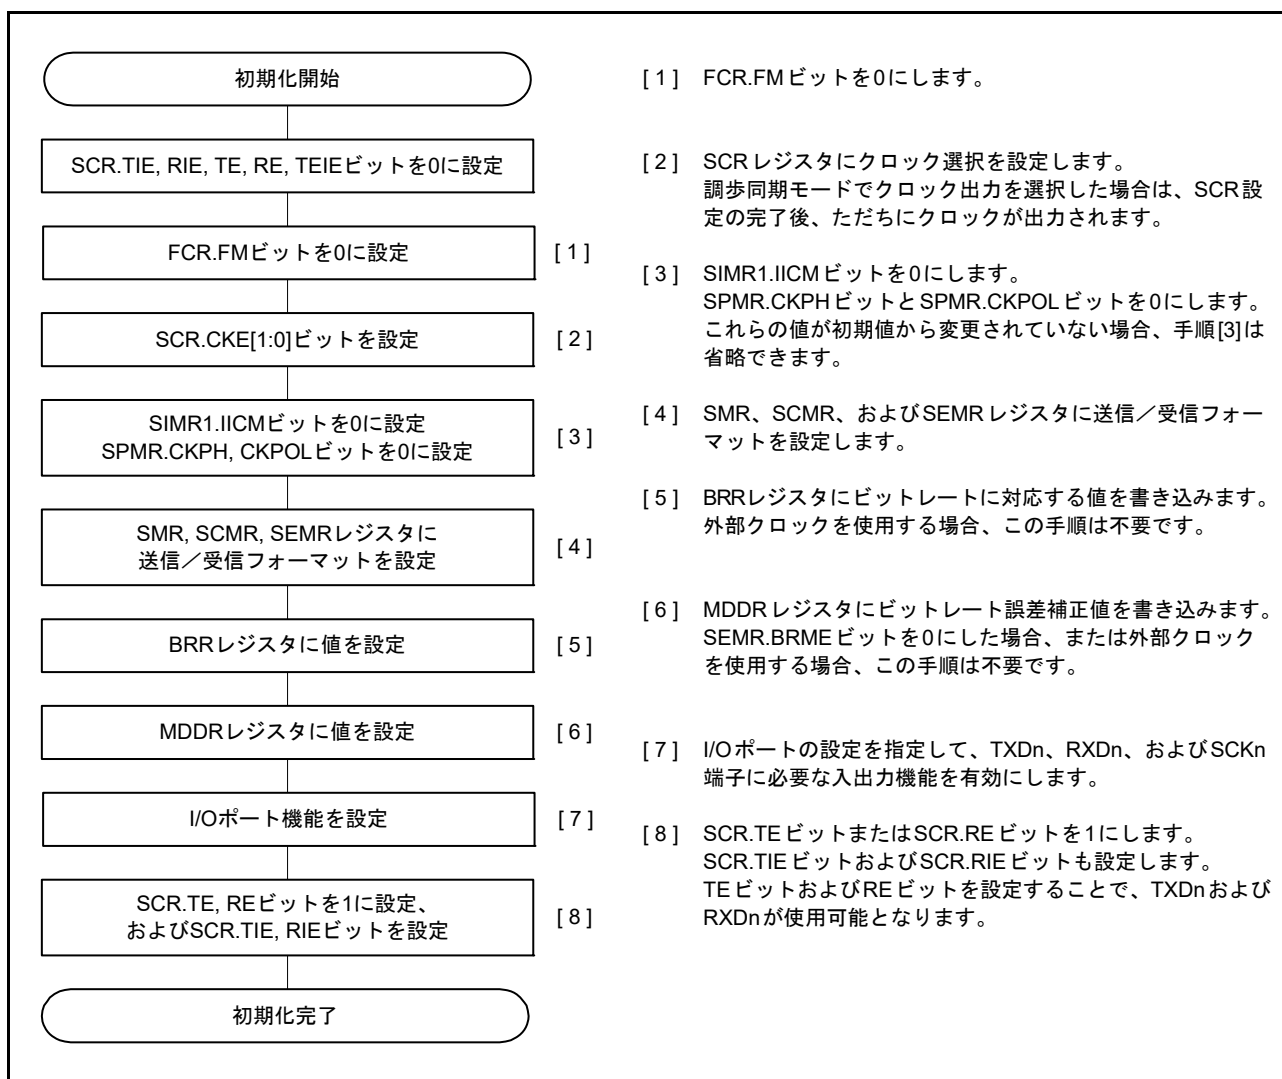 初期化開始
SCR.TIE, RIE, TE, RE, TEIEビットを0に設定
FCR.FMビットを0に設定
[ 1 ]
SCR.CKE[1:0]ビットを設定
[ 2 ]
SIMR1.IICMビットを0に設定
SPMR.CKPH, CKPOLビットを0に設定
[ 3 ]
SMR, SCMR, SEMRレジスタに
送信／受信フォーマットを設定
[ 4 ]
BRRレジスタに値を設定
[ 5 ]
MDDRレジスタに値を設定
[ 6 ]
I/Oポート機能を設定
[ 7 ]
SCR.TE, REビットを1に設定、
およびSCR.TIE, RIEビットを設定
[ 8 ]
初期化完了
[ 1 ] FCR.FMビットを0にします。
[ 2 ] SCRレジスタにクロック選択を設定します。
調歩同期モードでクロック出力を選択した場合は、SCR設
定の完了後、ただちにクロックが出力されます。
[ 3 ] SIMR1.IICMビットを0にします。
SPMR.CKPHビットとSPMR.CKPOLビットを0にします。
これらの値が初期値から変更されていない場合、手順[3]は
省略できます。
[ 4 ] SMR、SCMR、およびSEMRレジスタに送信／受信フォー
マットを設定します。
[ 5 ] BRRレジスタにビットレートに対応する値を書き込みます。
外部クロックを使用する場合、この手順は不要です。
[ 6 ] MDDRレジスタにビットレート誤差補正値を書き込みます。
SEMR.BRMEビットを0にした場合、または外部クロック
を使用する場合、この手順は不要です。
[ 7 ] I/Oポートの設定を指定して、TXDn、RXDn、およびSCKn
端子に必要な入出力機能を有効にします。
[ 8 ] SCR.TEビットまたはSCR.REビットを1にします。
SCR.TIEビットおよびSCR.RIEビットも設定します。
TEビットおよびREビットを設定することで、TXDnおよび
RXDnが使用可能となります。